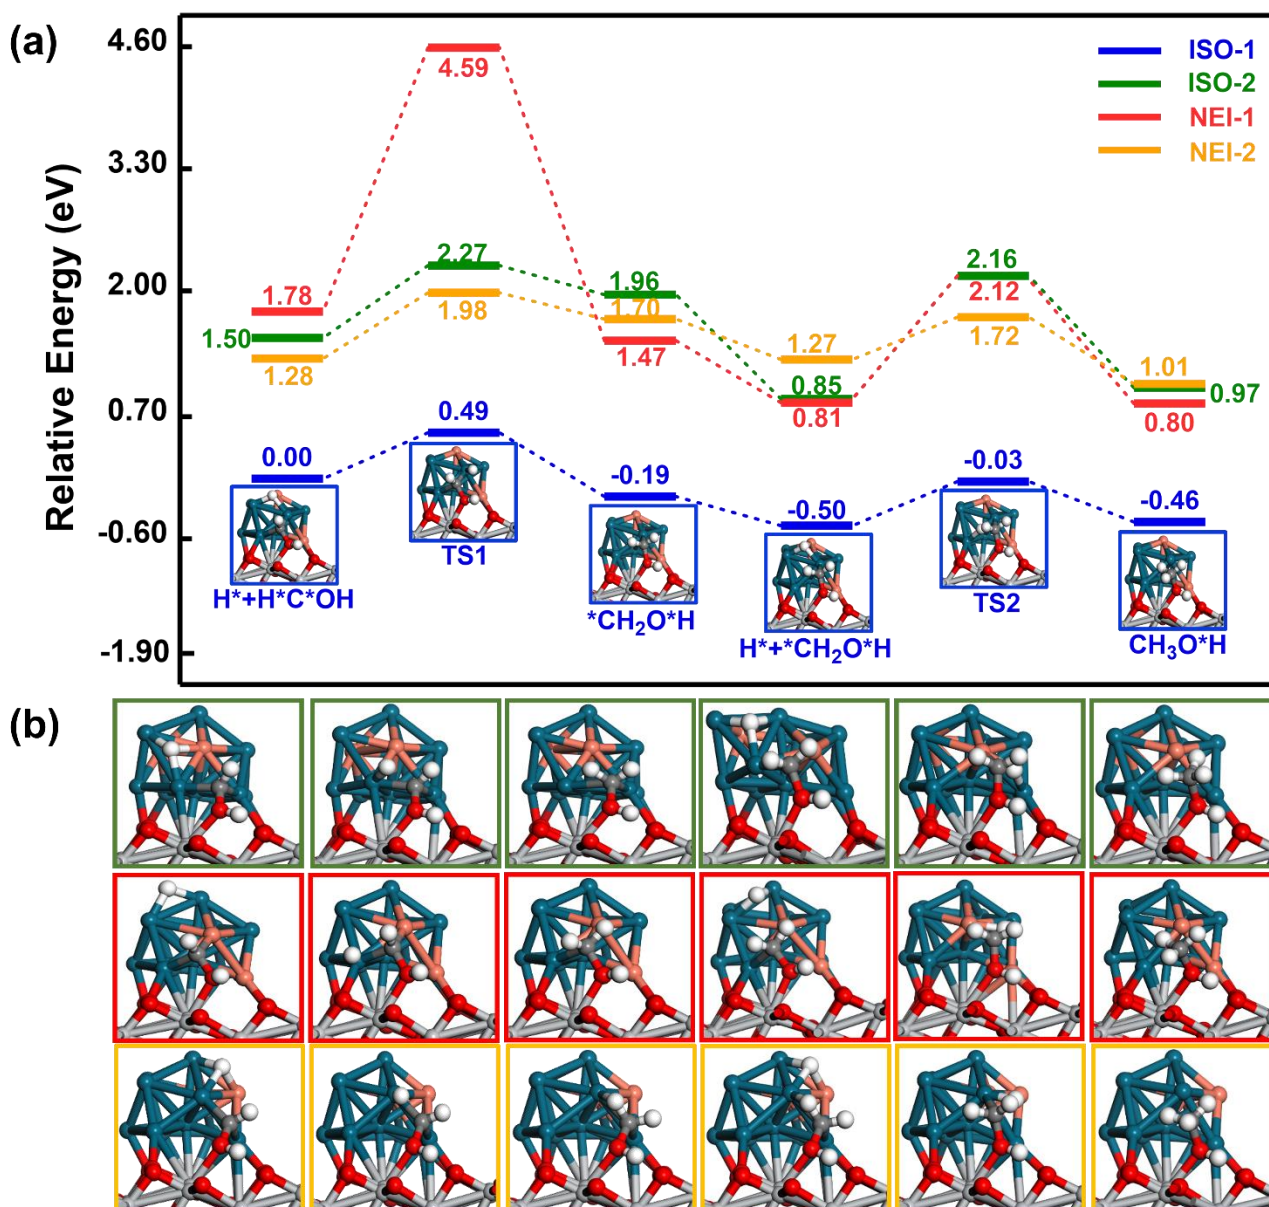 (a)
Relative Energy (eV)
4.60
3.30
2.00
0.70
-0.60
-1.90
ISO-1
ISO-2
NEI-1
NEI-2
1.78
1.50
1.28
0.00
H*+H*C*OH
4.59
2.27
1.98
0.49
TS1
1.96
1.70
1.47
-0.19
*CH₂O*H
1.27
0.85
0.81
-0.50
H*+*CH₂O*H
2.16
2.12
1.72
-0.03
TS2
1.01
0.97
0.80
-0.46
CH₃O*H
(b)